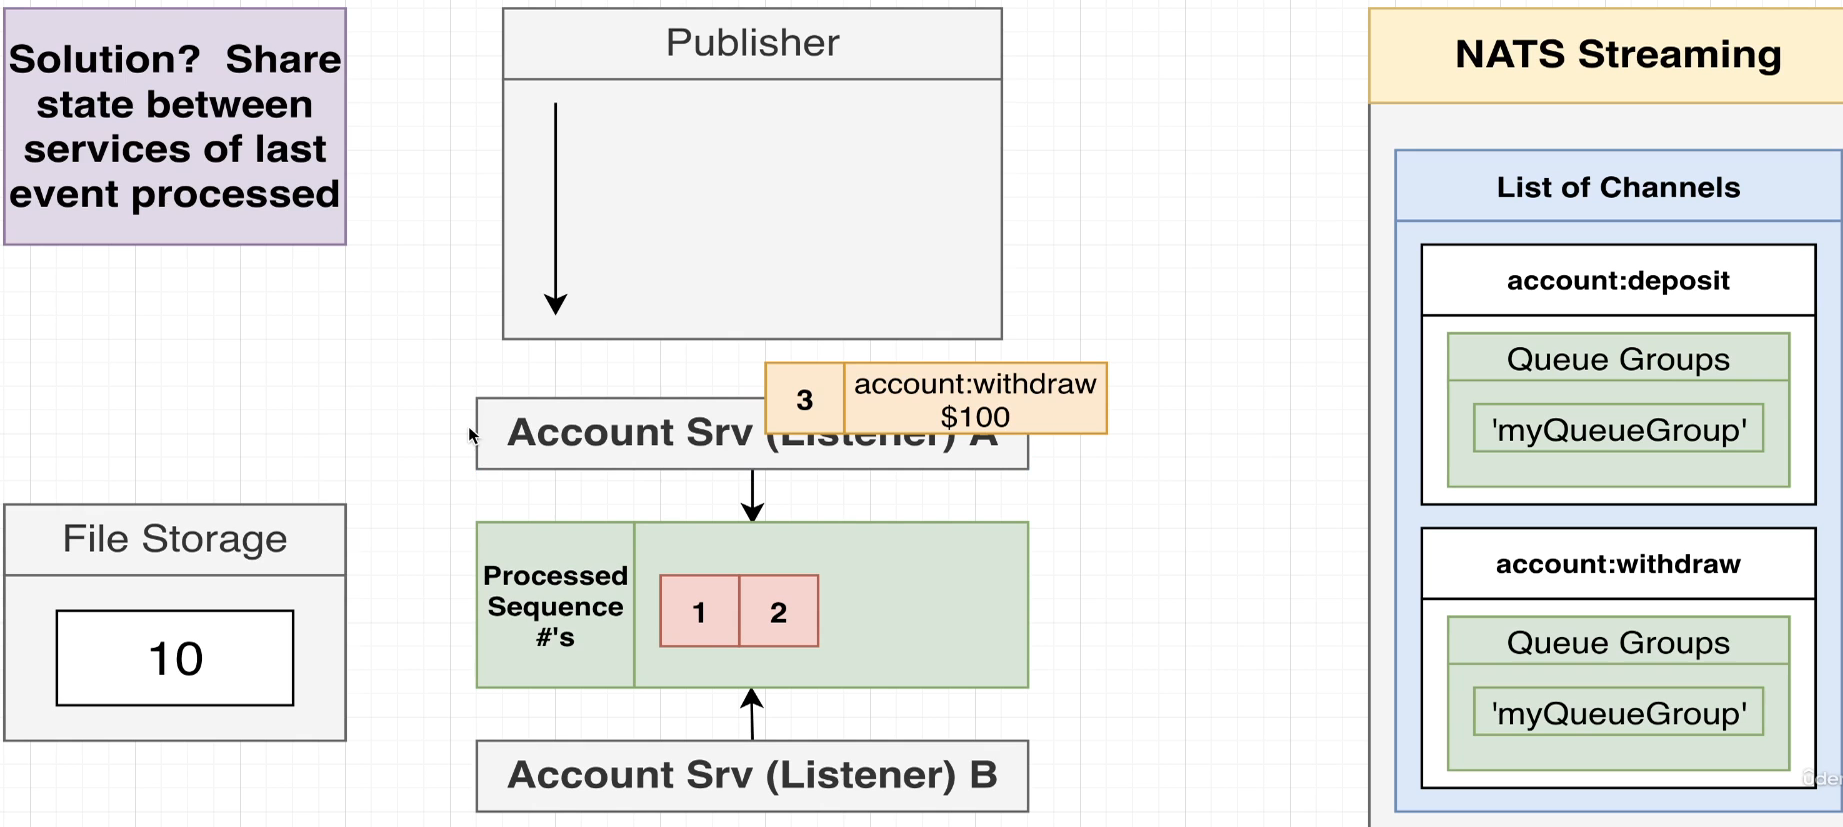 Solution? Share
state between
services of last
event processed
Publisher
3
account:withdraw
$100
Account Srv (Listener) A
Processed
Sequence
#'s
1
2
Account Srv (Listener) B
File Storage
10
NATS Streaming
List of Channels
account:deposit
Queue Groups
'myQueueGroup'
account:withdraw
Queue Groups
'myQueueGroup'